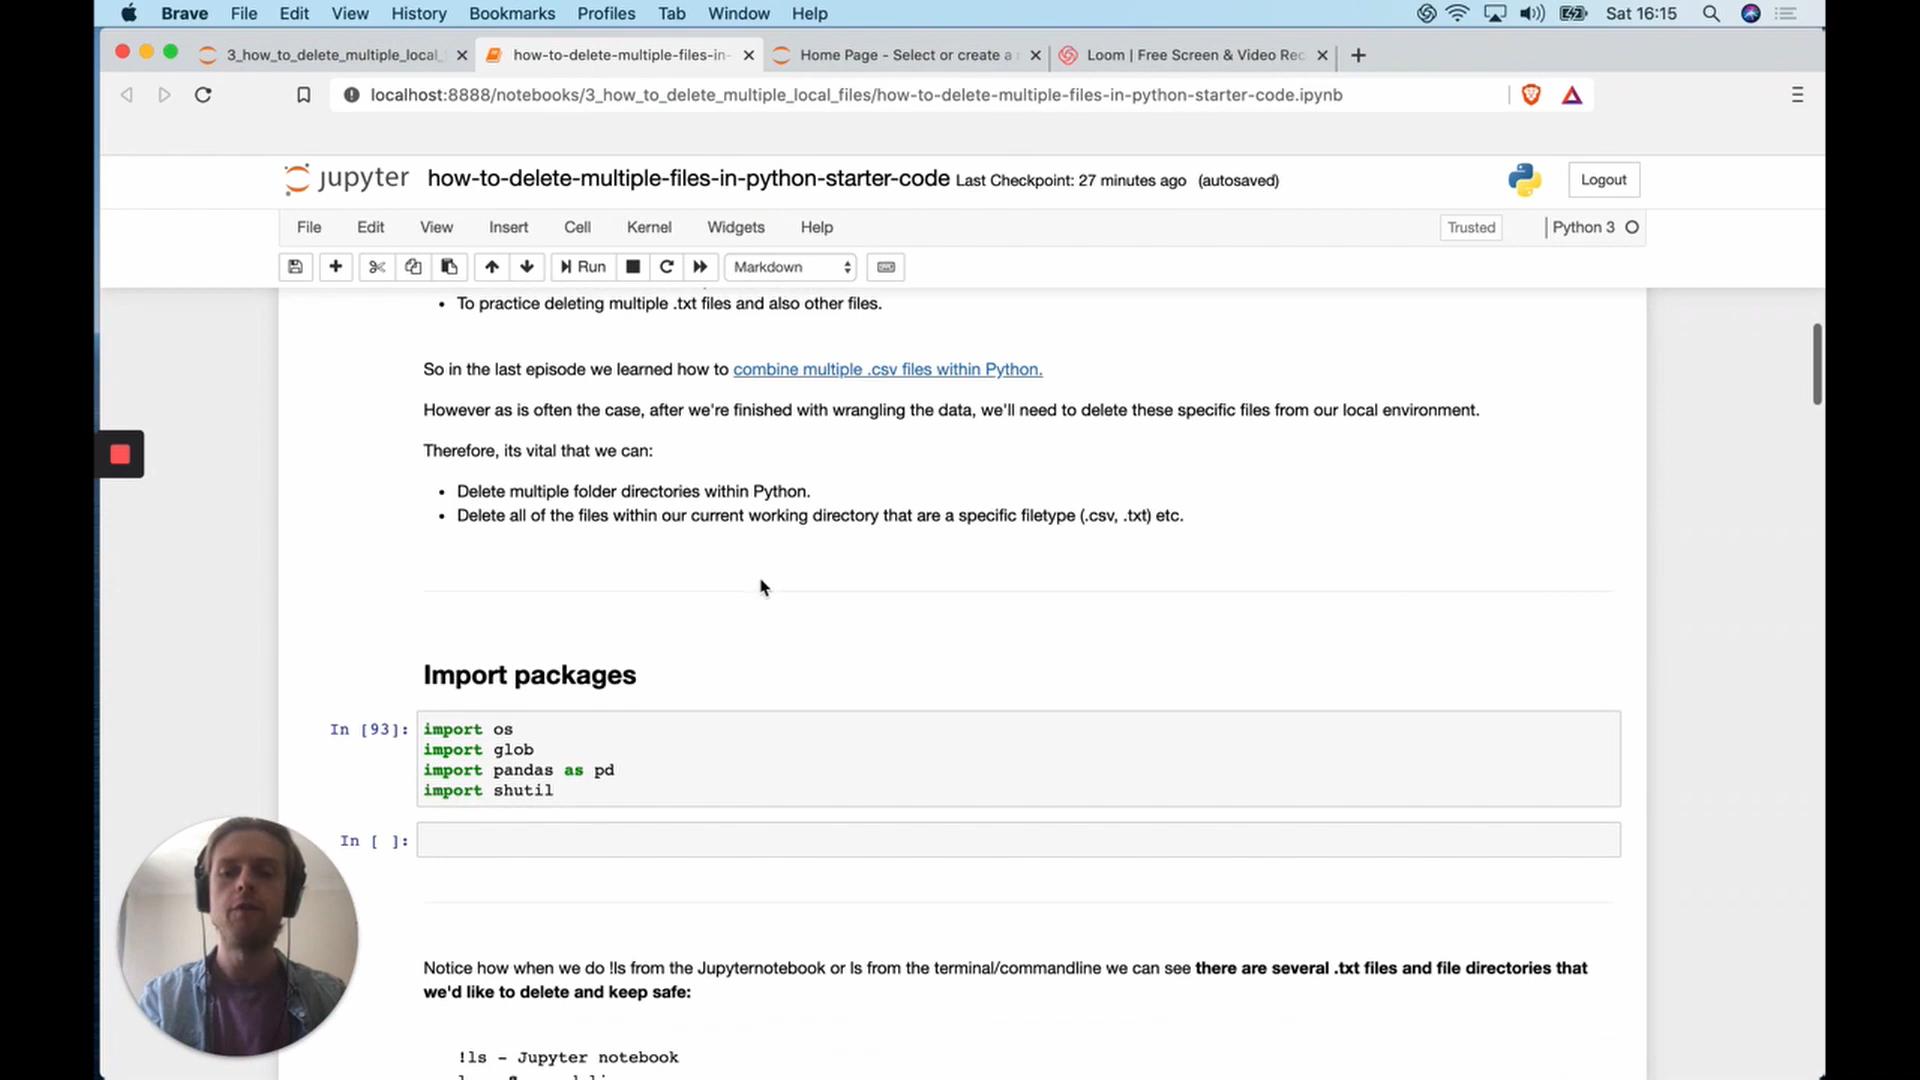 Brave File Edit View History Bookmarks Profiles Tab Window Help Sat 16:15
3_how_to_delete_multiple_local_ how-to-delete-multiple-files-in- Home Page - Select or create a Loom | Free Screen & Video Rec
localhost:8888/notebooks/3_how_to_delete_multiple_local_files/how-to-delete-multiple-files-in-python-starter-code.ipynb
jupyter how-to-delete-multiple-files-in-python-starter-code Last Checkpoint: 27 minutes ago (autosaved) Logout
File Edit View Insert Cell Kernel Widgets Help Trusted Python 3
Run Markdown
• To practice deleting multiple .txt files and also other files.
So in the last episode we learned how to combine multiple .csv files within Python.
However as is often the case, after we're finished with wrangling the data, we'll need to delete these specific files from our local environment.
Therefore, its vital that we can:
• Delete multiple folder directories within Python.
• Delete all of the files within our current working directory that are a specific filetype (.csv, .txt) etc.
Import packages
In [93]: import os
import glob
import pandas as pd
import shutil
In [ ]:
Notice how when we do !ls from the Jupyternotebook or ls from the terminal/commandline we can see there are several .txt files and file directories that
we'd like to delete and keep safe:
!ls - Jupyter notebook